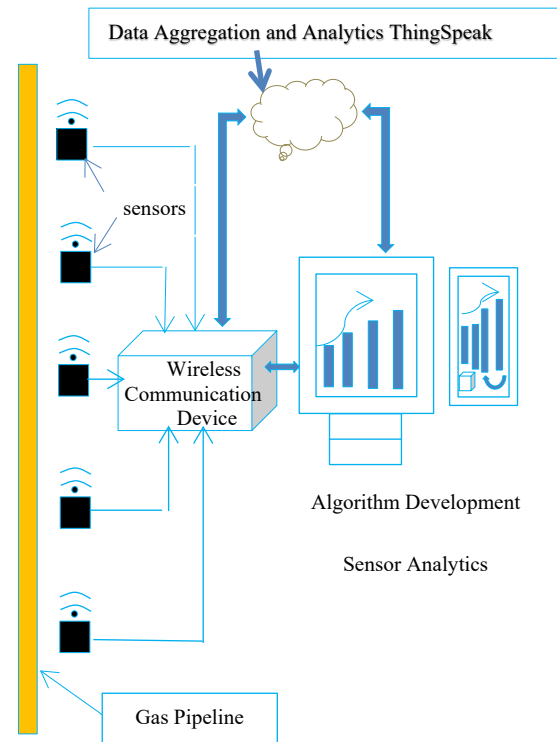 Data Aggregation and Analytics ThingSpeak
sensors
Wireless
Communication
Device
Algorithm Development
Sensor Analytics
Gas Pipeline